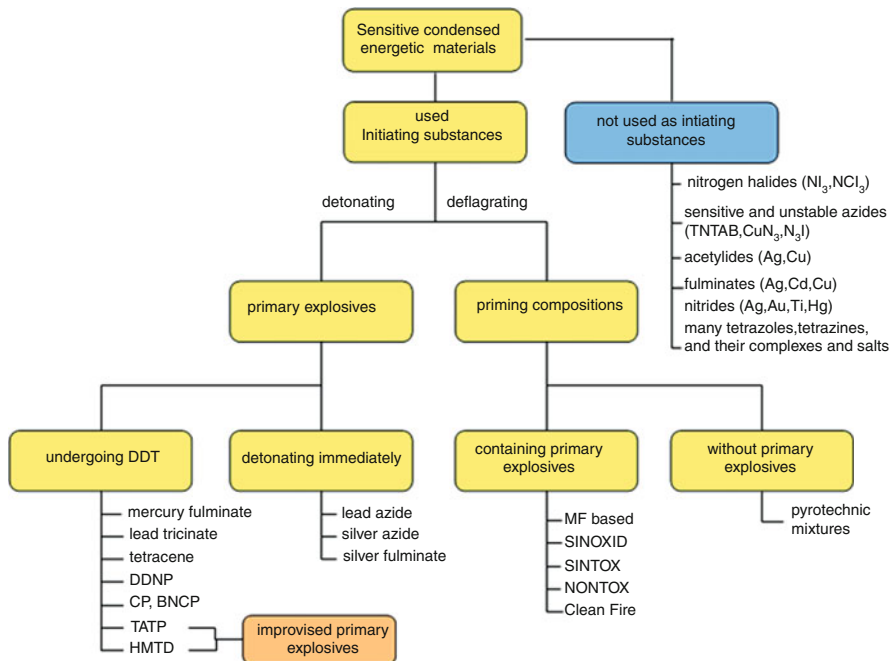 Sensitive condensed
energetic materials
used
Initiating substances
not used as intiating
substances
nitrogen halides (NI₃,NCI₃)
sensitive and unstable azides
(TNTAB,CuN₃,N₃I)
acetylides (Ag,Cu)
fulminates (Ag,Cd,Cu)
nitrides (Ag,Au,Ti,Hg)
many tetrazoles,tetrazines,
and their complexes and salts
detonating
deflagrating
primary explosives
priming compositions
undergoing DDT
detonating immediately
containing primary
explosives
without primary
explosives
mercury fulminate
lead tricinate
tetracene
DDNP
CP, BNCP
TATP
HMTD
improvised primary
explosives
lead azide
silver azide
silver fulminate
MF based
SINOXID
SINTOX
NONTOX
Clean Fire
pyrotechnic
mixtures